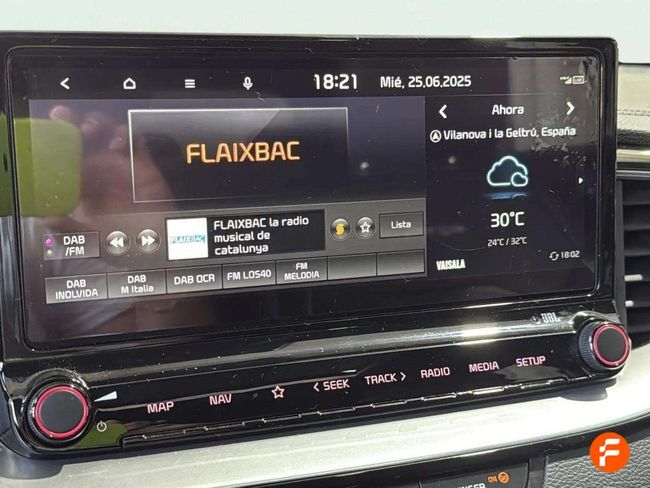 18:21
Mié, 25.06.2025
FLAIXBAC
FLAIXBAC
FLAIXBAC la radio
musical de
catalunya
DAB
/FM
Lista
DAB
INOLVIDA
DAB
M Italia
DAB OCR
FM LOS40
FM
MELODIA
Ahora
Vilanova i la Geltrú, España
30°C
24°C / 32°C
VAISALA
18:02
JBL
MAP
NAV
< SEEK
TRACK >
RADIO
MEDIA
SETUP
ON